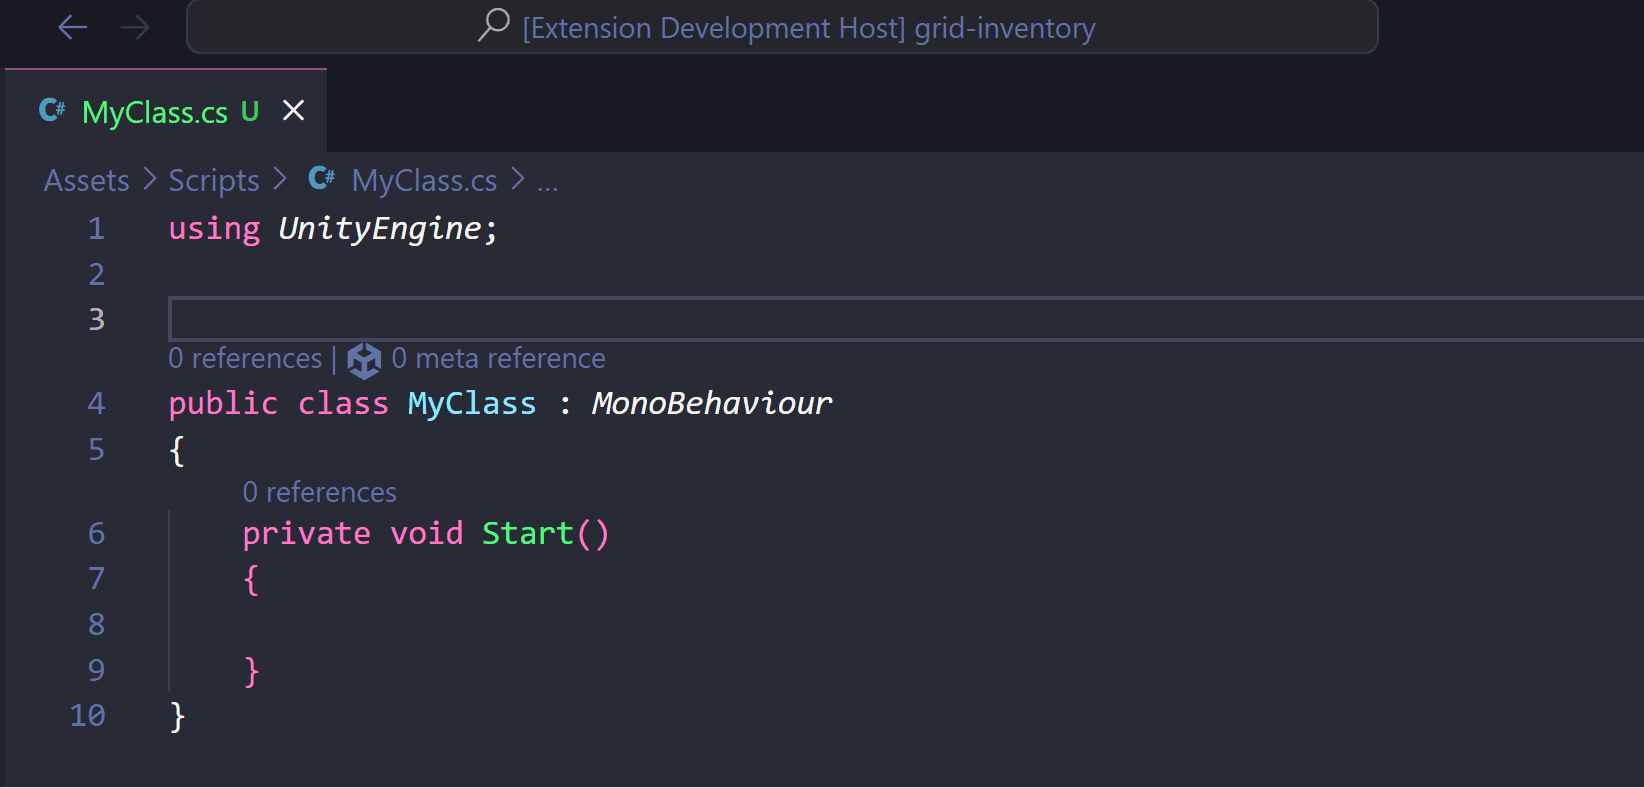 [Extension Development Host] grid-inventory
C# MyClass.cs U
Assets > Scripts > C# MyClass.cs > ...
1 using UnityEngine;
2
3
0 references | 0 meta reference
4 public class MyClass : MonoBehaviour
5 {
0 references
6 private void Start()
7 {
8
9 }
10 }